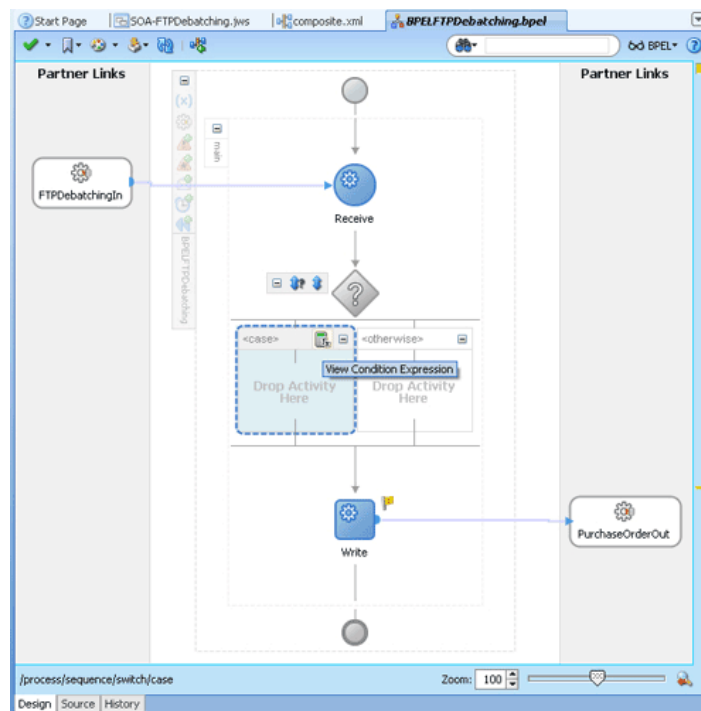 Start Page
SOA-FTPDebatching.jws
composite.xml
BPELFTPDebatching.bpel
BPEL
Partner Links
Partner Links
(x)
main
FTPDebatchingIn
BPELFTPDebatching
Receive
<case>
<otherwise>
View Condition Expression
Drop Activity
Here
Drop Activity
Here
Write
PurchaseOrderOut
/process/sequence/switch/case
Zoom: 100
Design Source History